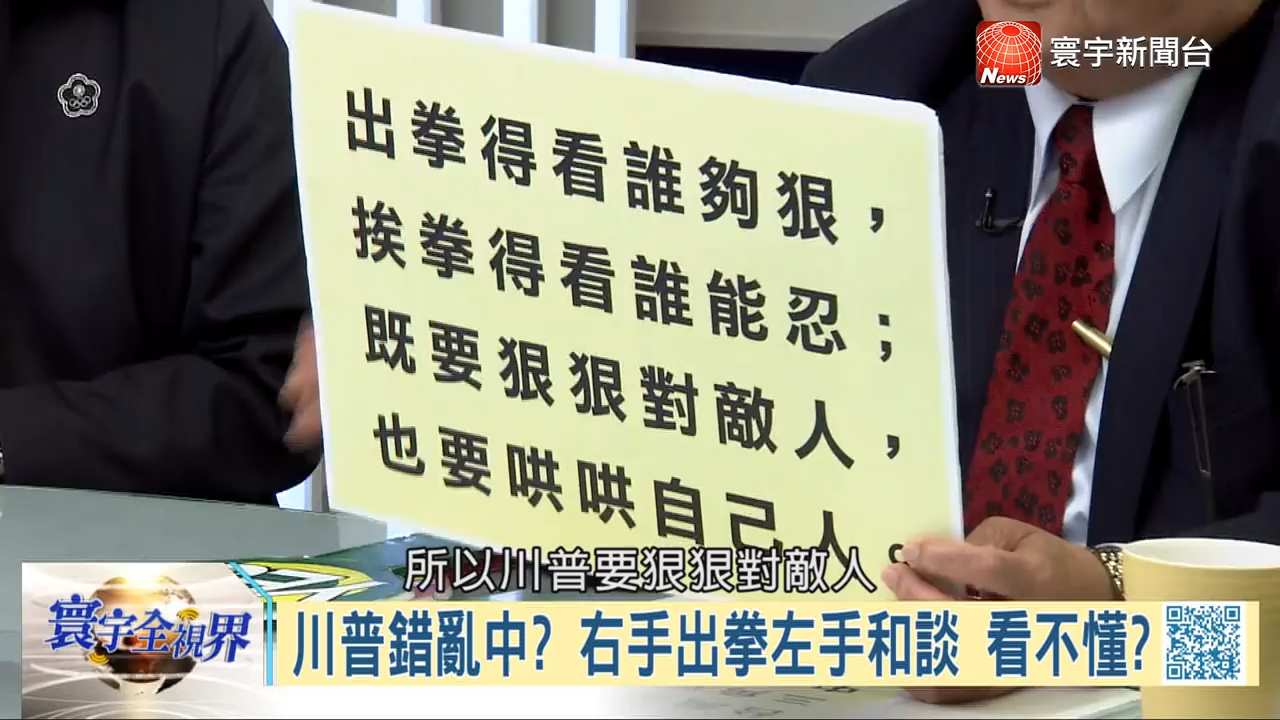 News
寰宇新聞台
出拳得看誰夠狠，
挨拳得看誰能忍；
既要狠狠對敵人，
也要哄哄自己人。
所以川普要狠狠對敵人
寰宇全視界
川普錯亂中? 右手出拳左手和談 看不懂?